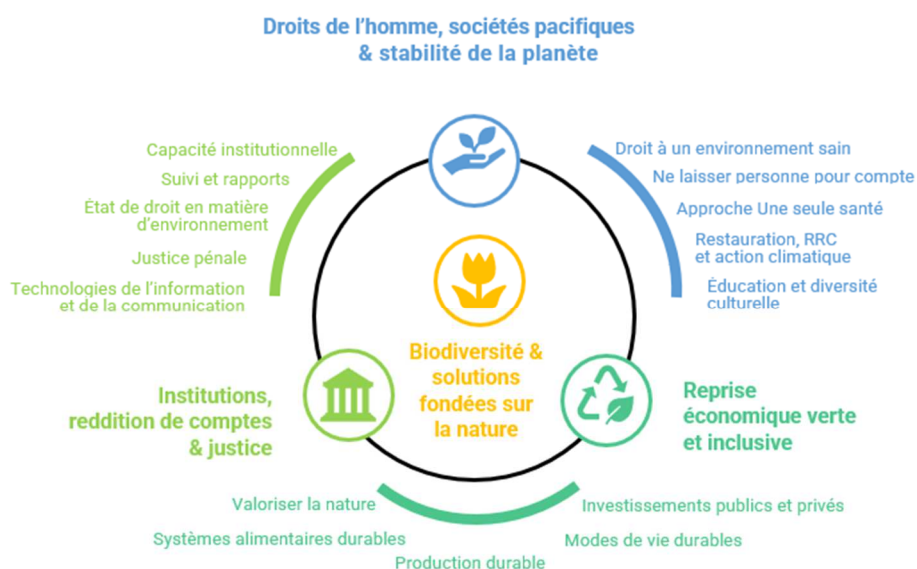 Droits de l'homme, sociétés pacifiques
& stabilité de la planète
Capacité institutionnelle
Suivi et rapports
État de droit en matière
d'environnement
Justice pénale
Technologies de l'information
et de la communication
Droit à un environnement sain
Ne laisser personne pour compte
Approche Une seule santé
Restauration, RRC
et action climatique
Éducation et diversité
culturelle
Biodiversité &
solutions
fondées sur
la nature
Institutions,
reddition de comptes
& justice
Reprise
économique verte
et inclusive
Valoriser la nature
Systèmes alimentaires durables
Production durable
Modes de vie durables
Investissements publics et privés